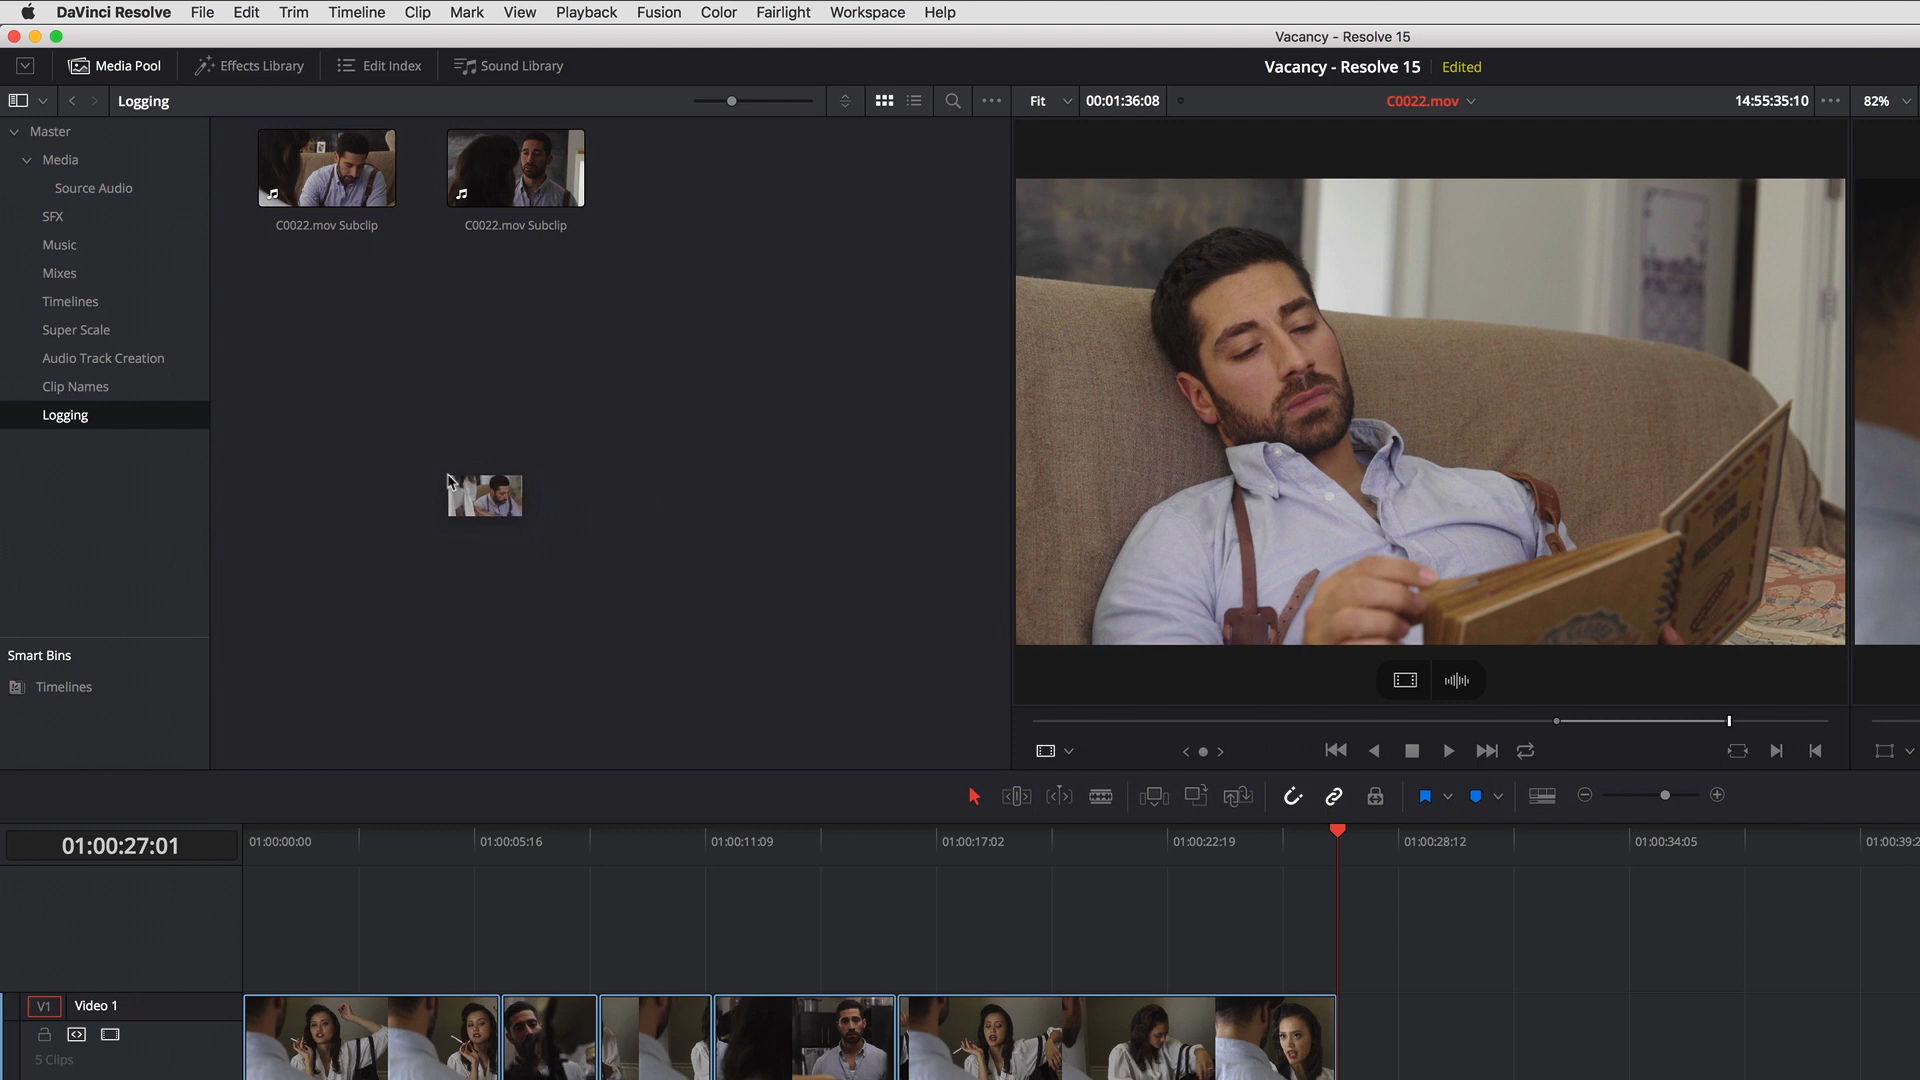 DaVinci Resolve File Edit Trim Timeline Clip Mark View Playback Fusion Color Fairlight Workspace Help
Vacancy - Resolve 15
Media Pool Effects Library Edit Index Sound Library Vacancy - Resolve 15 Edited
Logging Fit 00:01:36:08 C0022.mov 14:55:35:10 82%
Master
Media
Source Audio
SFX
Music
Mixes
Timelines
Super Scale
Audio Track Creation
Clip Names
Logging
C0022.mov Subclip C0022.mov Subclip
Smart Bins
Timelines
01:00:27:01 01:00:00:00 01:00:05:16 01:00:11:09 01:00:17:02 01:00:22:19 01:00:28:12 01:00:34:05 01:00:39:2
V1 Video 1
5 Clips